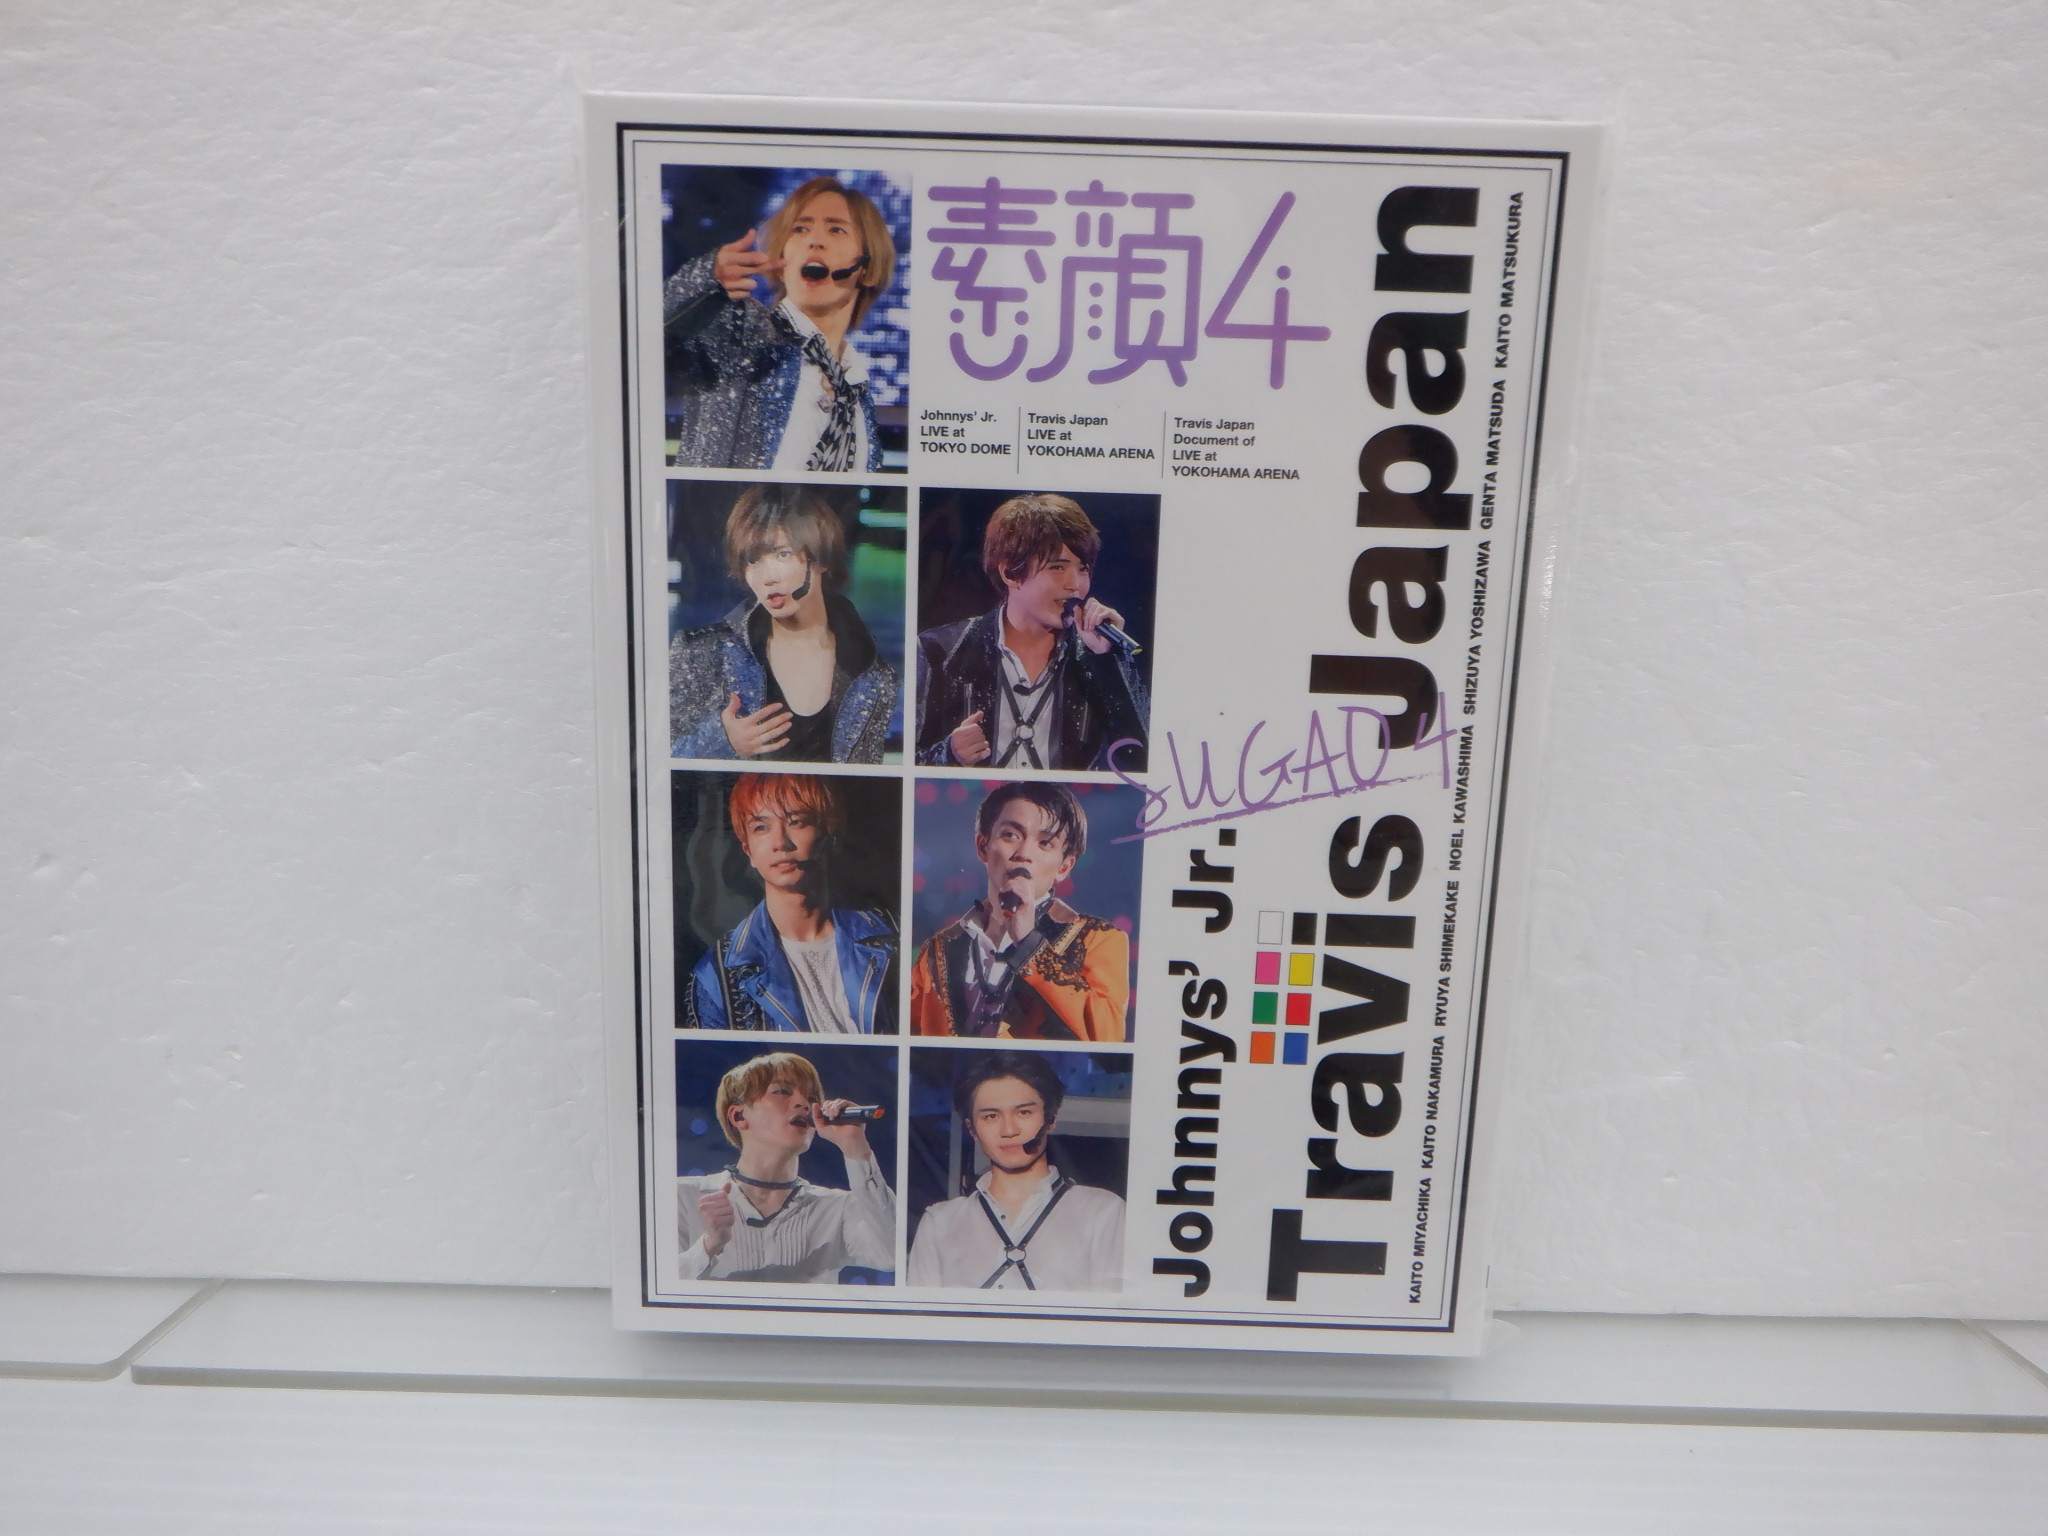 素顔4
Johnnys' Jr.
LIVE at
TOKYO DOME
Travis Japan
LIVE at
YOKOHAMA ARENA
Travis Japan
Document of
LIVE at
YOKOHAMA ARENA
SUGAO 4
Johnnys' Jr.
Travis Japan
KAITO MIYACHIKA KAITO NAKAMURA RYUYA SHIMEKAKE NOEL KAWASHIMA SHIZUYA YOSHIZAWA GENTA MATSUDA KAITO MATSUKURA